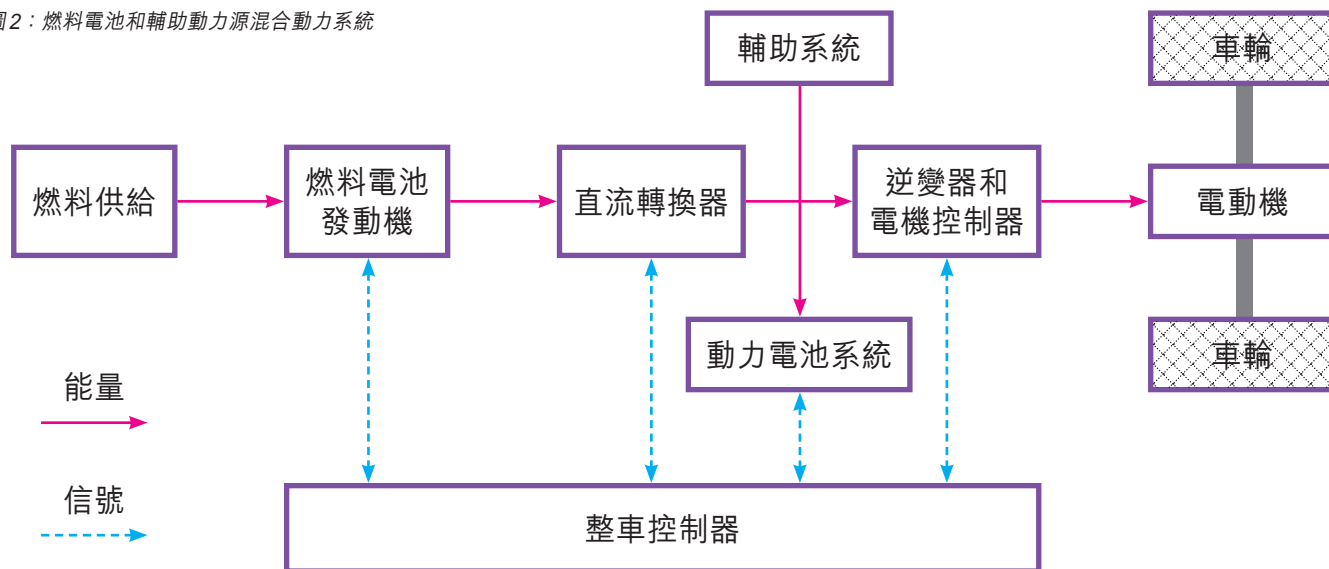 圖2：燃料電池和輔助動力源混合動力系統
輔助系統
車輪
燃料供給
燃料電池
發動機
直流轉換器
逆變器和
電機控制器
電動機
動力電池系統
車輪
能量
信號
整車控制器